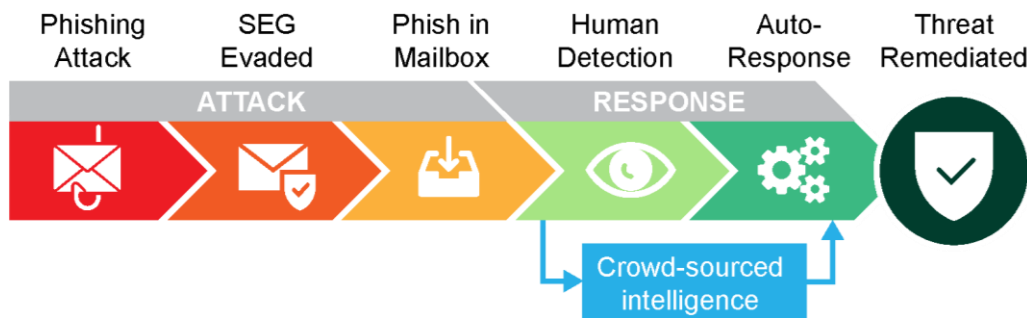 Phishing
Attack
SEG
Evaded
Phish in
Mailbox
Human
Detection
Auto-
Response
Threat
Remediated
ATTACK
RESPONSE
Crowd-sourced
intelligence